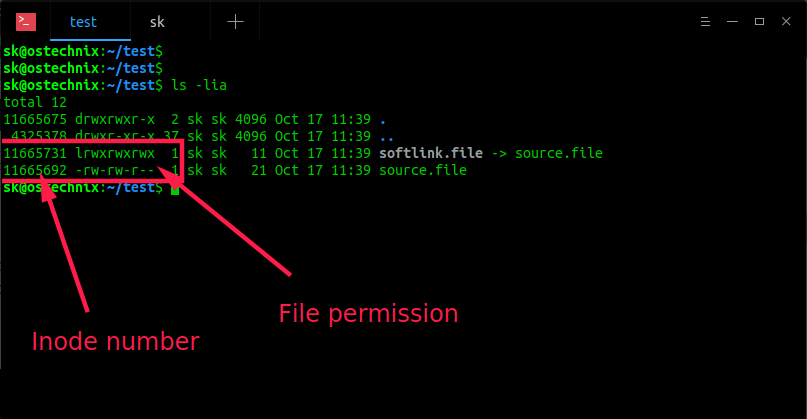 test sk
sk@ostechnix:~/test$
sk@ostechnix:~/test$
sk@ostechnix:~/test$ ls -lia
total 12
11665675 drwxrwxr-x  2 sk sk 4096 Oct 17 11:39 .
 4325378 drwxr-xr-x 37 sk sk 4096 Oct 17 11:39 ..
11665731 lrwxrwxrwx  1 sk sk   11 Oct 17 11:39 softlink.file -> source.file
11665692 -rw-rw-r--  1 sk sk   21 Oct 17 11:39 source.file
sk@ostechnix:~/test$
File permission
Inode number